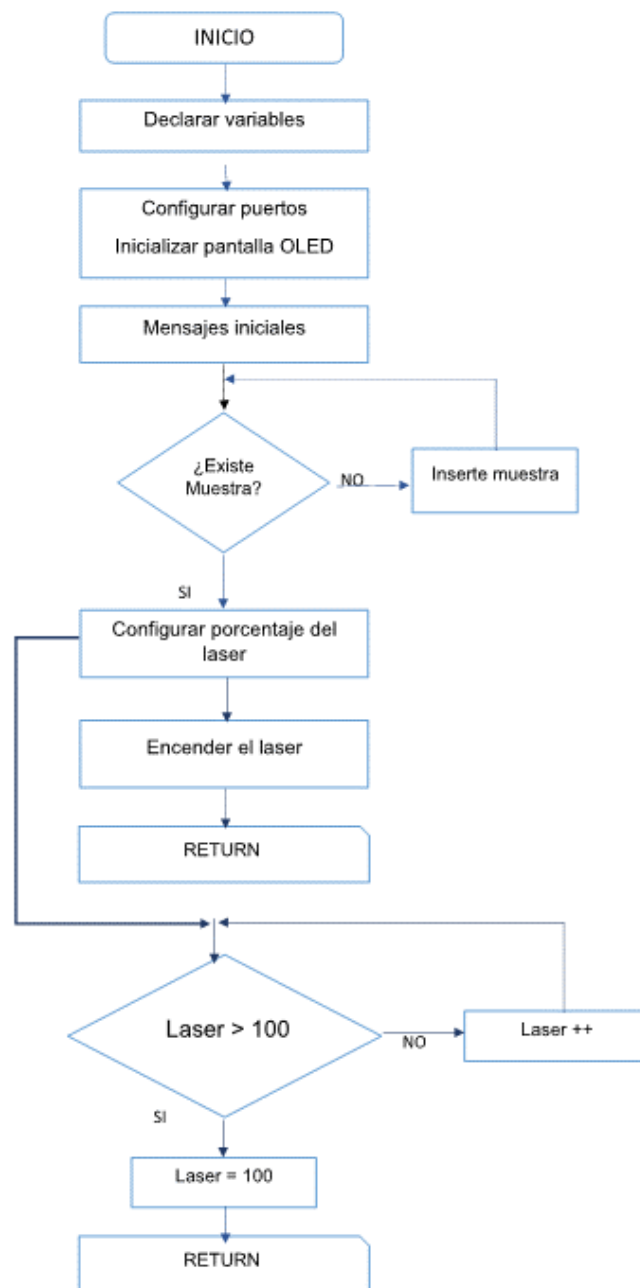 INICIO
Declarar variables
Configurar puertos
Inicializar pantalla OLED
Mensajes iniciales
¿Existe
Muestra?
NO
Inserte muestra
SI
Configurar porcentaje del
laser
Encender el laser
RETURN
Laser > 100
NO
Laser ++
SI
Laser = 100
RETURN